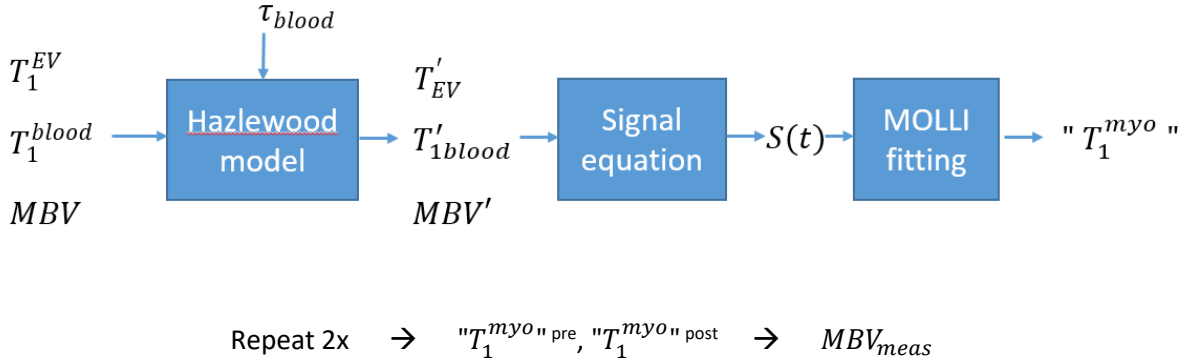 τ_blood
T_1^EV
T_1^blood
MBV
Hazlewood
model
T_EV'
T'_1blood
MBV'
Signal
equation
S(t)
MOLLI
fitting
" T_1^myo "
Repeat 2x → "T_1^myo" pre, "T_1^myo" post → MBV_meas